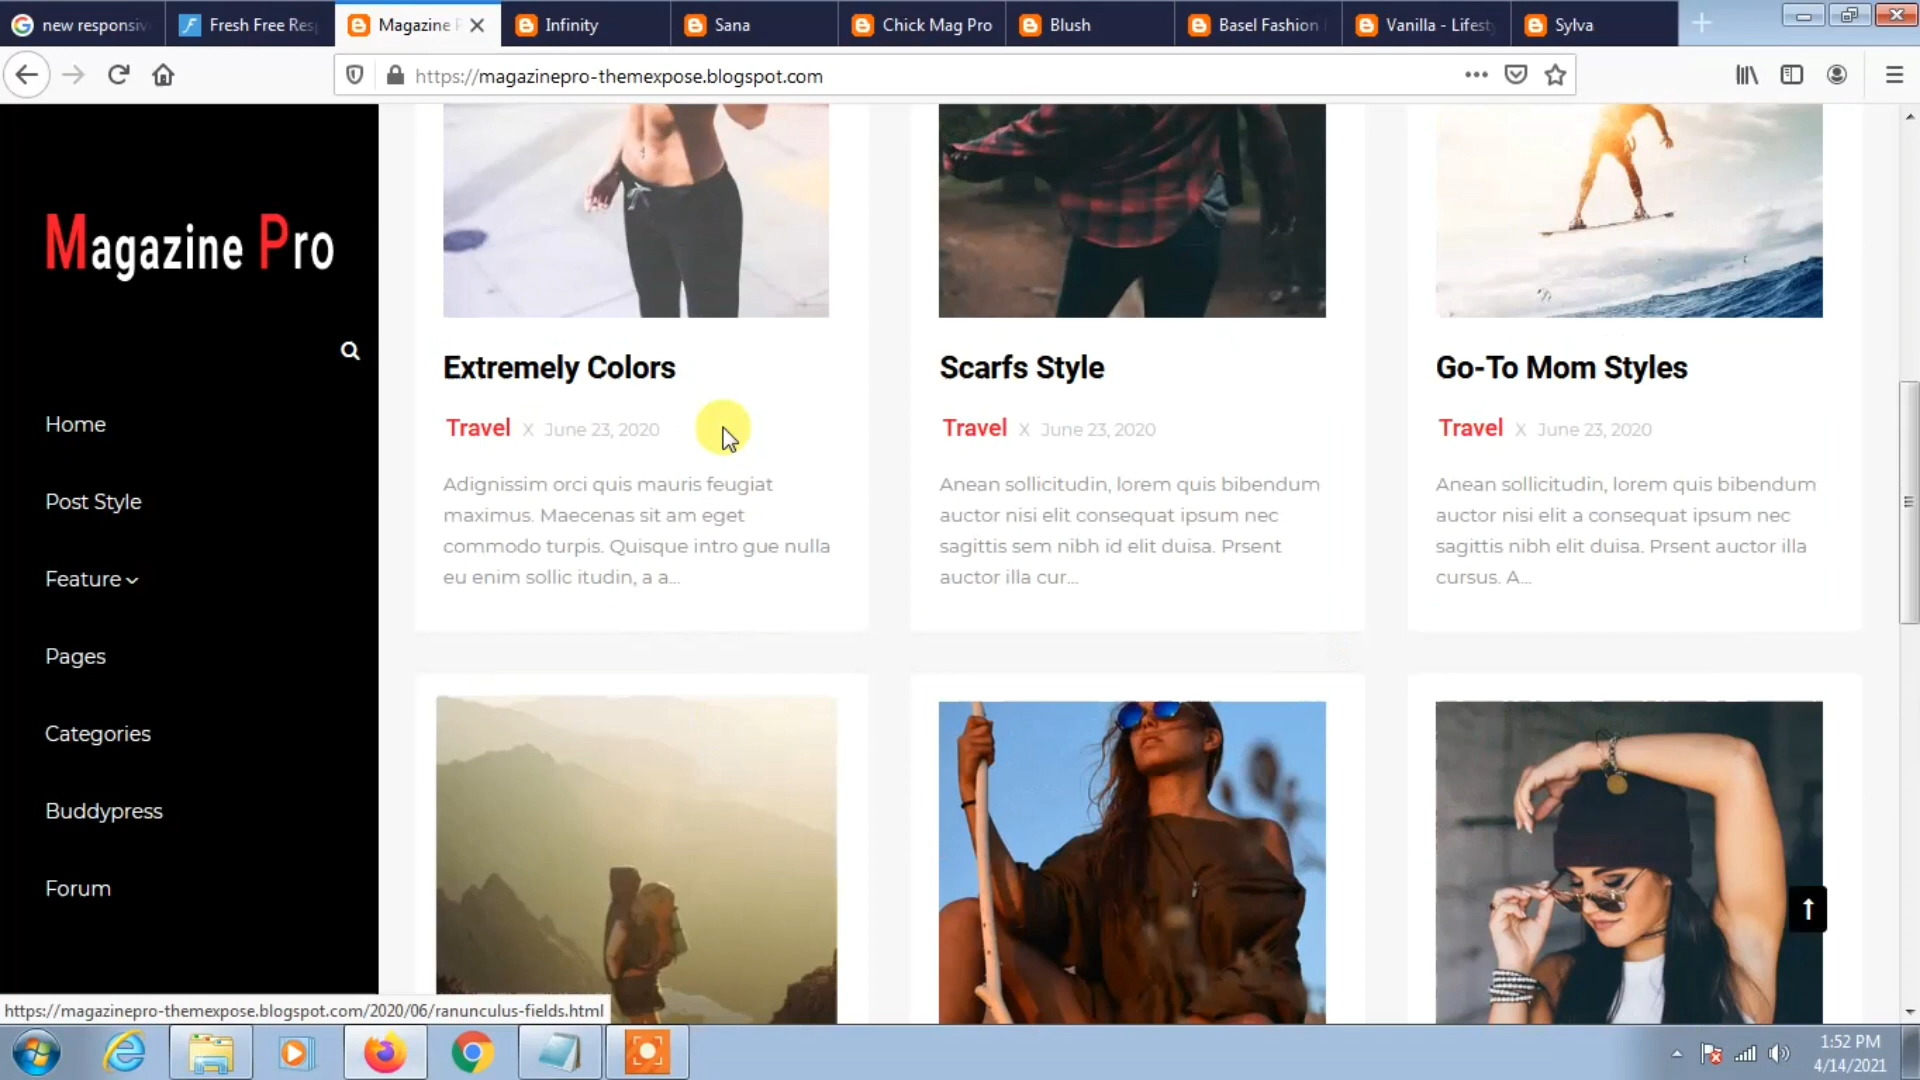 new responsiv
Fresh Free Res
Magazine P
Infinity
Sana
Chick Mag Pro
Blush
Basel Fashion
Vanilla - Lifest
Sylva
https://magazinepro-themexpose.blogspot.com
Magazine Pro
Home
Post Style
Feature
Pages
Categories
Buddypress
Forum
Extremely Colors
Travel X June 23, 2020
Adignissim orci quis mauris feugiat
maximus. Maecenas sit am eget
commodo turpis. Quisque intro gue nulla
eu enim sollic itudin, a a...
Scarfs Style
Travel X June 23, 2020
Anean sollicitudin, lorem quis bibendum
auctor nisi elit consequat ipsum nec
sagittis sem nibh id elit duisa. Prsent
auctor illa cur...
Go-To Mom Styles
Travel X June 23, 2020
Anean sollicitudin, lorem quis bibendum
auctor nisi elit a consequat ipsum nec
sagittis nibh elit duisa. Prsent auctor illa
cursus. A...
https://magazinepro-themexpose.blogspot.com/2020/06/ranunculus-fields.html
1:52 PM
4/14/2021